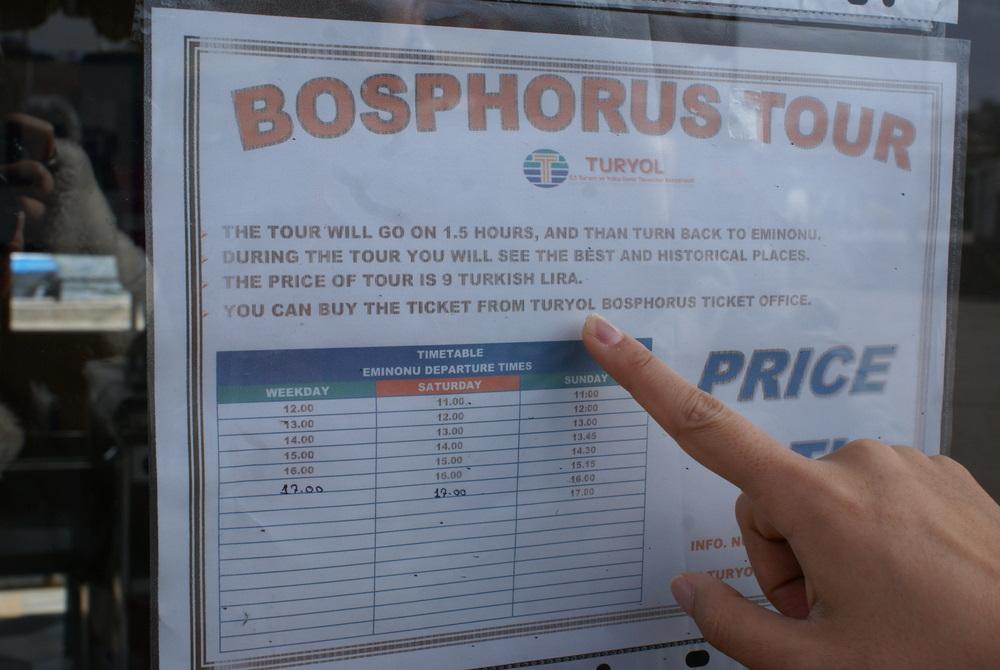 BOSPHORUS TOUR
TURYOL
THE TOUR WILL GO ON 1.5 HOURS, AND THAN TURN BACK TO EMINONU.
DURING THE TOUR YOU WILL SEE THE BEST AND HISTORICAL PLACES.
THE PRICE OF TOUR IS 9 TURKISH LIRA.
YOU CAN BUY THE TICKET FROM TURYOL BOSPHORUS TICKET OFFICE.
PRICE
TIMETABLE
EMINONU DEPARTURE TIMES
WEEKDAY SATURDAY SUNDAY
12.00 11.00 11:00
13.00 12.00 12:00
14.00 13.00 13.00
15.00 14.00 13.45
16.00 15.00 14.30
17.00 16.00 15.15
17.00 16.00
17.00
INFO.
TURYO